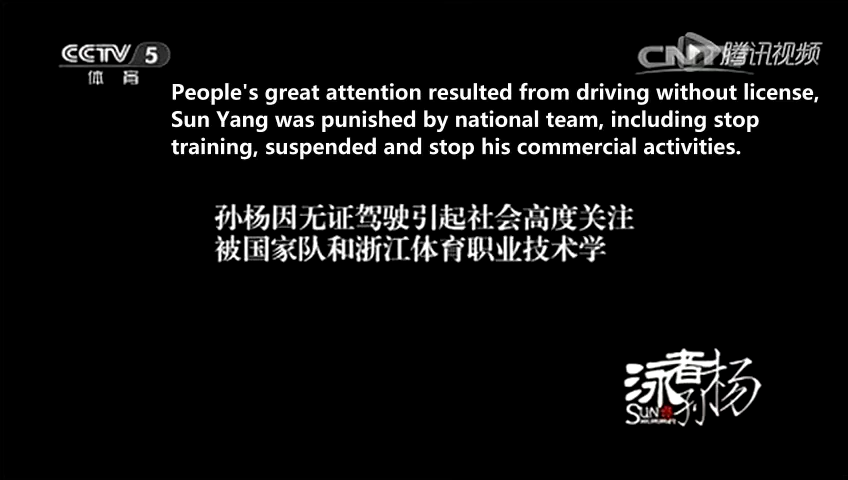 CCTV 5
体育
CNTV 腾讯视频
People's great attention resulted from driving without license,
Sun Yang was punished by national team, including stop
training, suspended and stop his commercial activities.
孙杨因无证驾驶引起社会高度关注
被国家队和浙江体育职业技术学
泳者孙杨
SUN